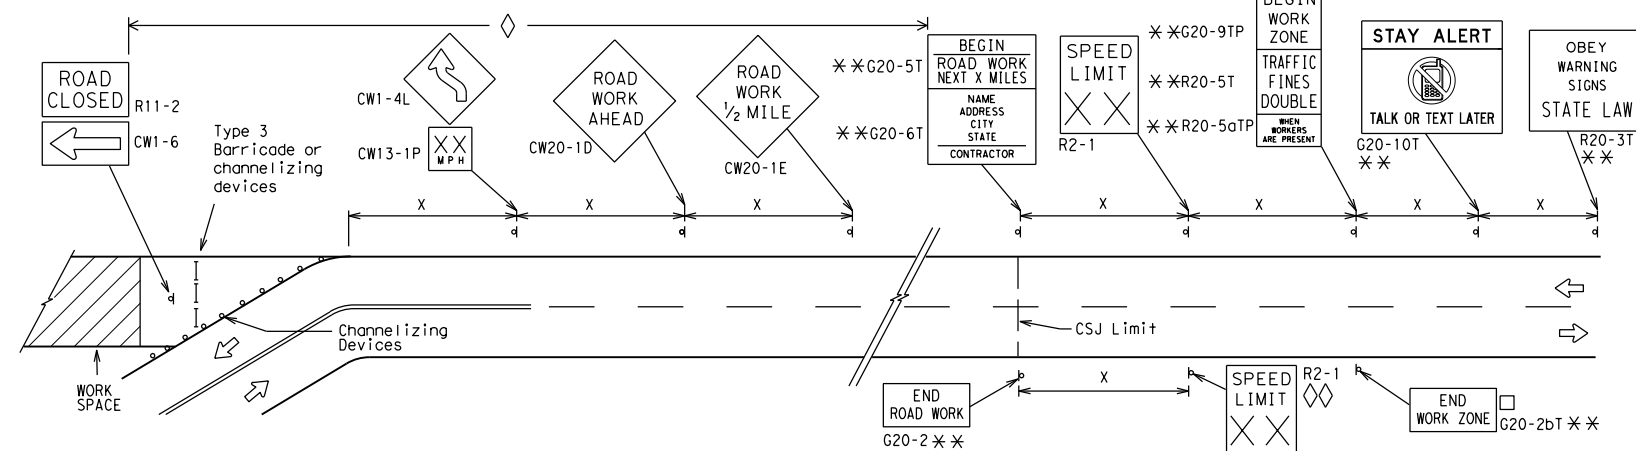 ROAD
CLOSED
R11-2
CW1-6
Type 3
Barricade or
channelizing
devices
CW1-4L
CW13-1P
XX
MPH
ROAD
WORK
AHEAD
CW20-1D
ROAD
WORK
1/2 MILE
CW20-1E
**G20-5T
**G20-6T
BEGIN
ROAD WORK
NEXT X MILES
NAME
ADDRESS
CITY
STATE
CONTRACTOR
SPEED
LIMIT
XX
R2-1
**G20-9TP
**R20-5T
**R20-5aTP
BEGIN
WORK
ZONE
TRAFFIC
FINES
DOUBLE
WHEN
WORKERS
ARE PRESENT
STAY ALERT
TALK OR TEXT LATER
G20-10T
**
OBEY
WARNING
SIGNS
STATE LAW
R20-3T
**
X
X
X
X
X
X
X
Channelizing
Devices
CSJ Limit
WORK
SPACE
END
ROAD WORK
G20-2**
X
SPEED
LIMIT
XX
R2-1
END
WORK ZONE
G20-2bT**